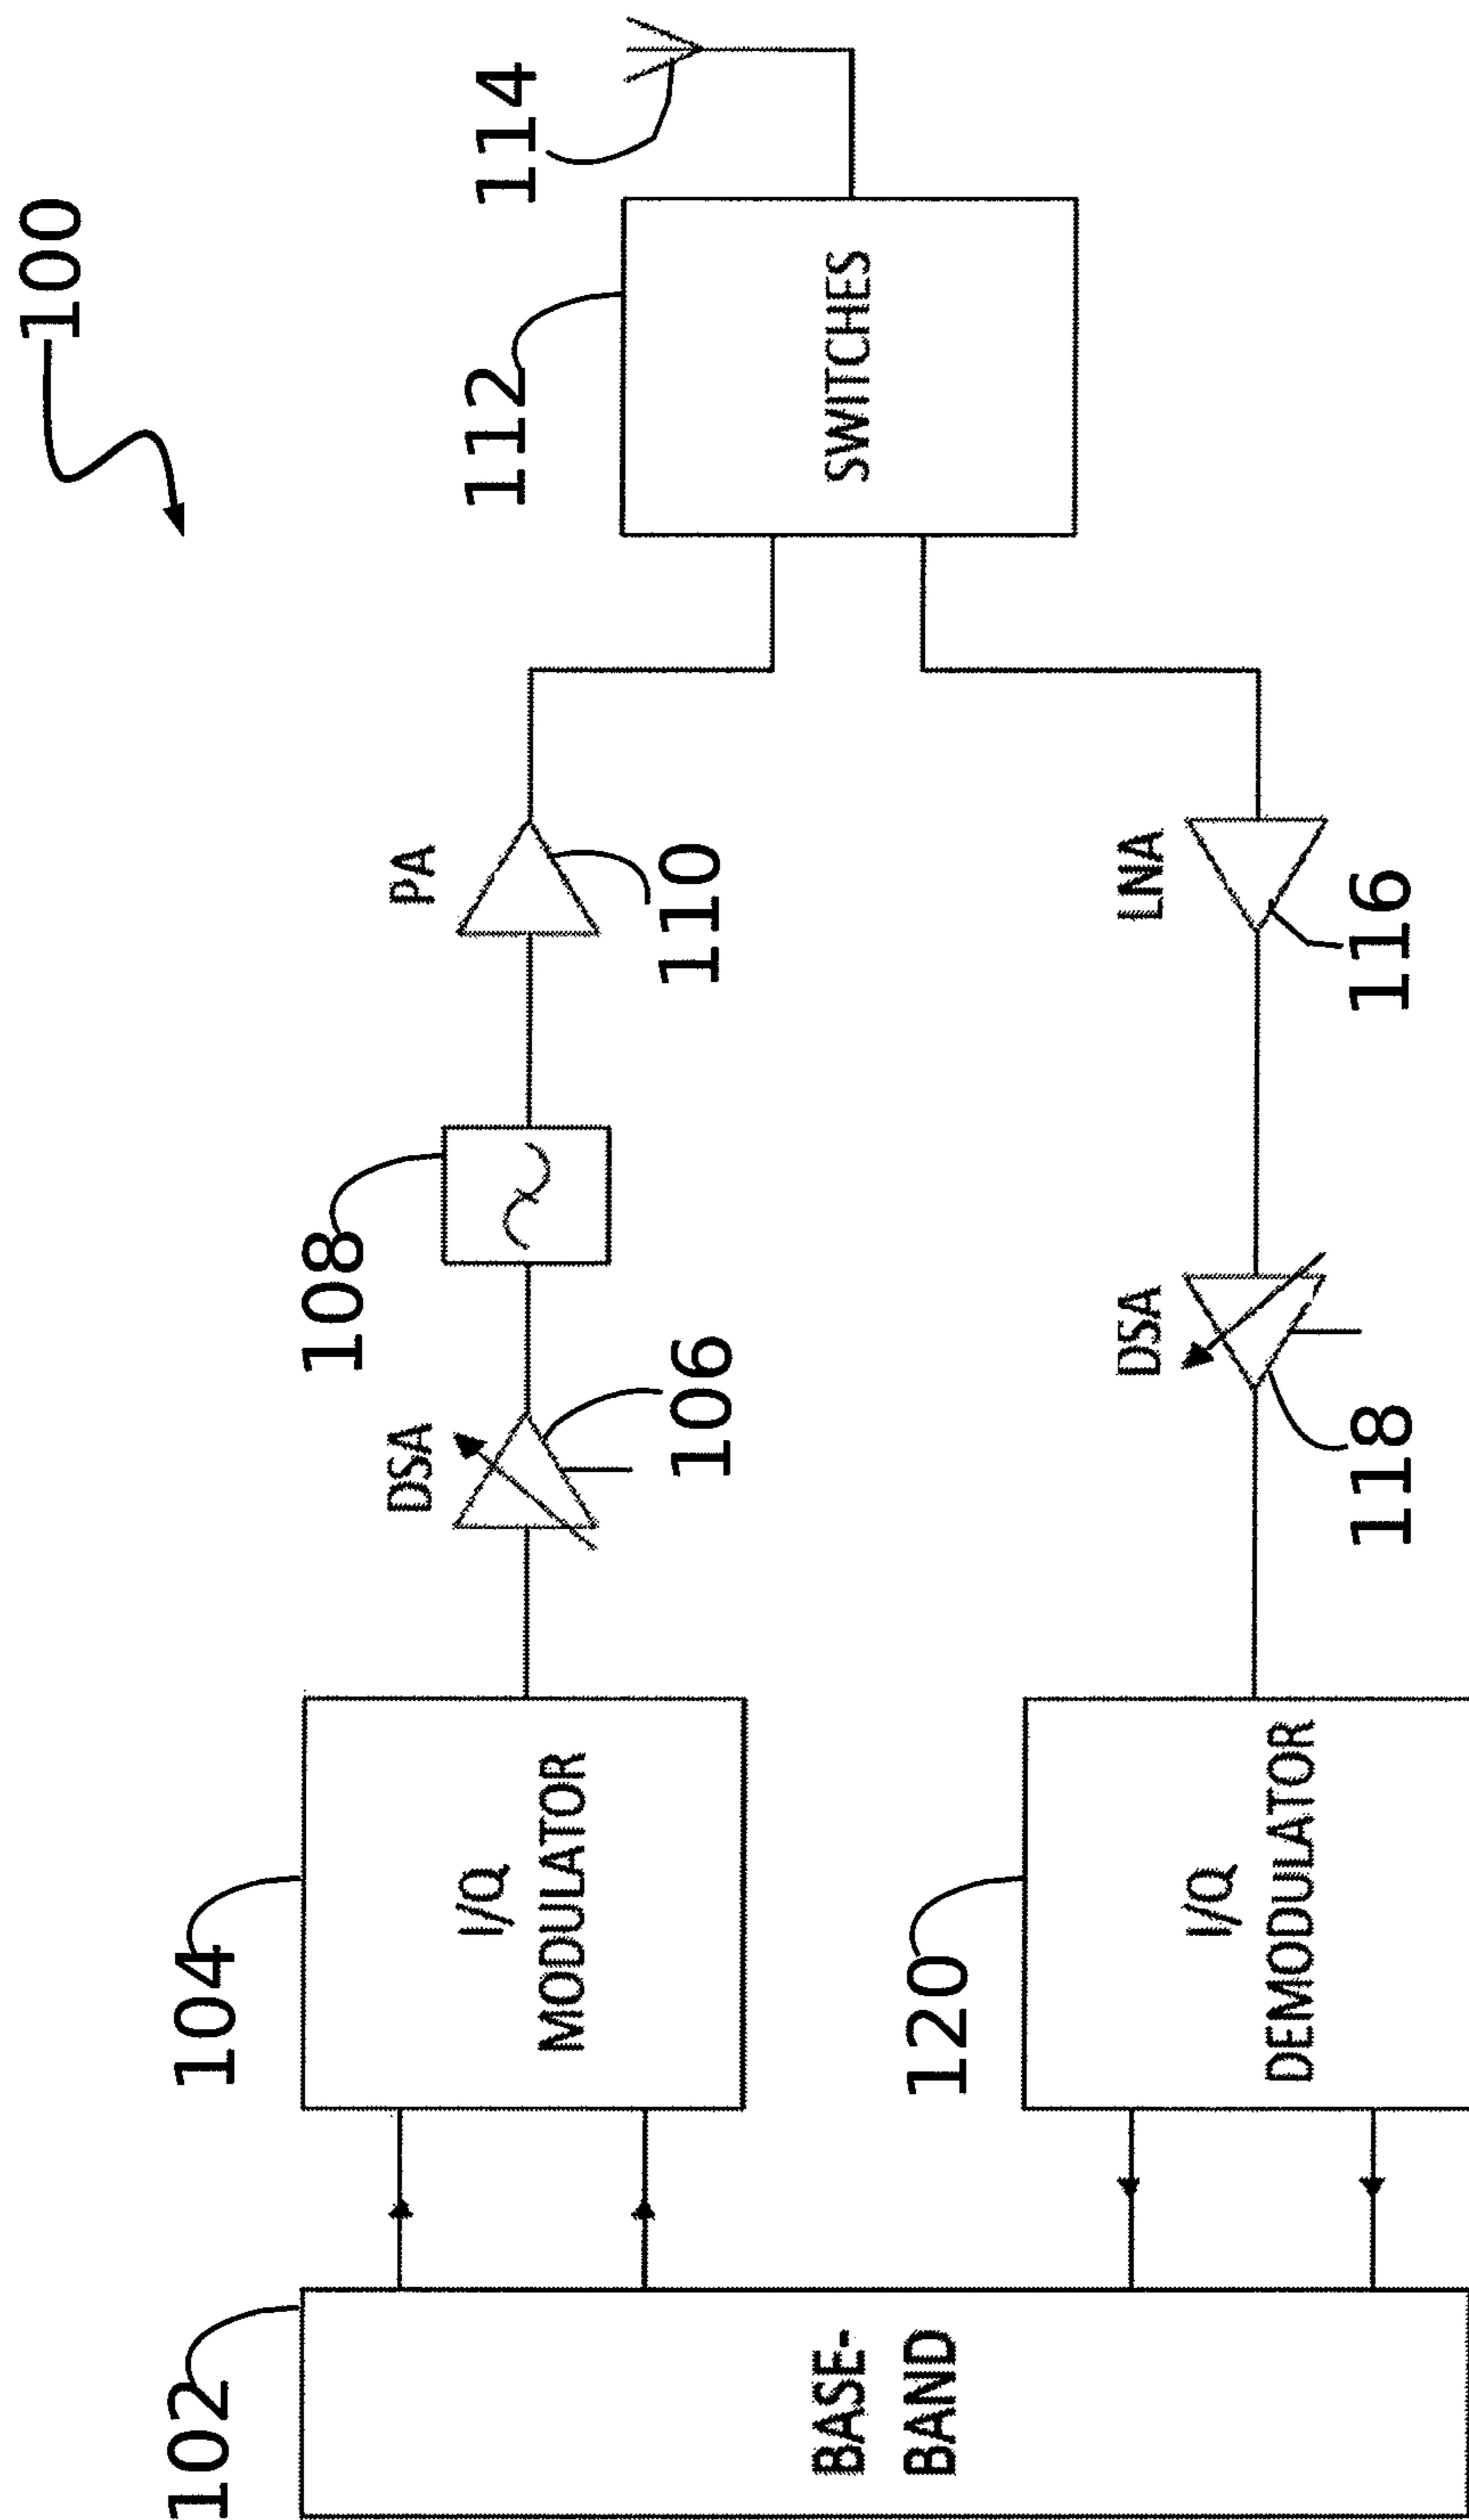 100
102
BASE-
BAND
104
I/Q
MODULATOR
DSA
106
108
PA
110
112
SWITCHES
114
LNA
116
DSA
118
120
I/Q
DEMODULATOR